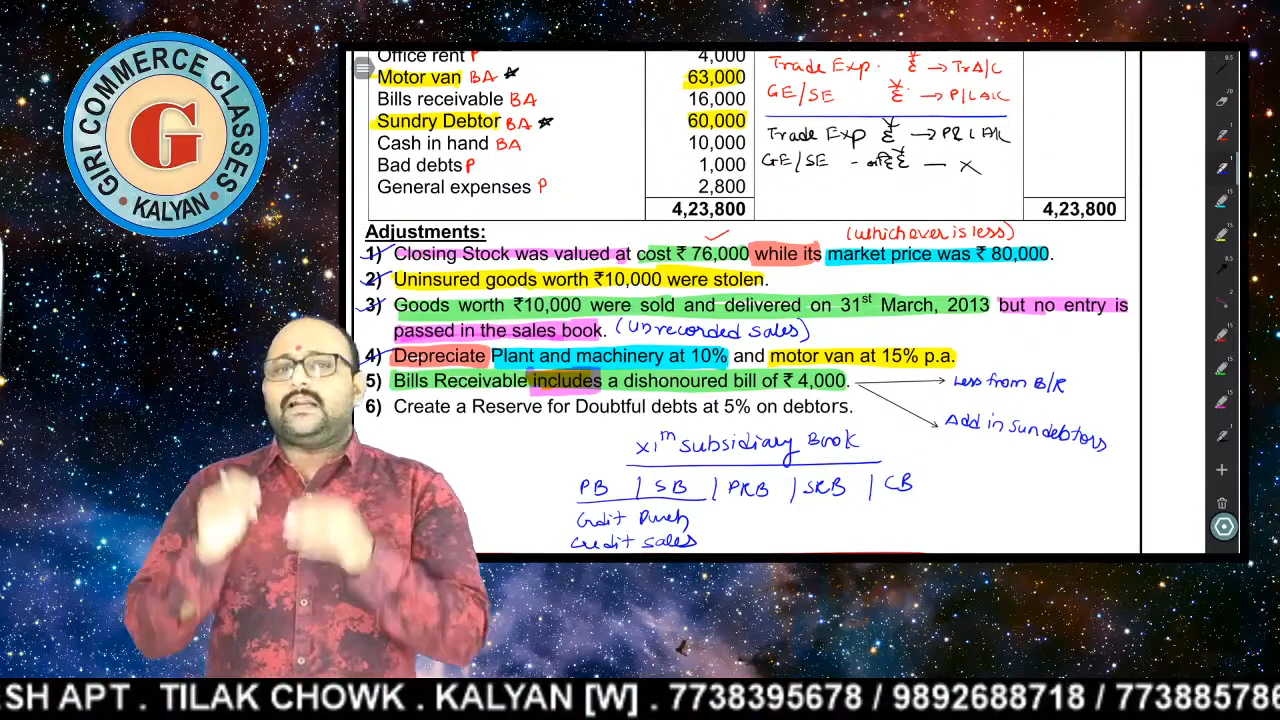 GIRI COMMERCE CLASSES
G
• KALYAN •
Office rent P 4,000
Motor van BA 63,000
Bills receivable BA 16,000
Sundry Debtor BA 60,000
Cash in hand BA 10,000
Bad debts P 1,000
General expenses P 2,800
4,23,800 4,23,800
Trade Exp. है → Tr A/c
GE/SE है → P/L A/c
Trade Exp है → P&L A/c
GE/SE - नहि है — X
Adjustments:
(whichover is less)
1) Closing Stock was valued at cost ₹ 76,000 while its market price was ₹ 80,000.
2) Uninsured goods worth ₹10,000 were stolen.
3) Goods worth ₹10,000 were sold and delivered on 31st March, 2013 but no entry is
passed in the sales book. (unrecorded sales)
4) Depreciate Plant and machinery at 10% and motor van at 15% p.a.
5) Bills Receivable includes a dishonoured bill of ₹ 4,000. → Less from B/R
6) Create a Reserve for Doubtful debts at 5% on debtors.
Add in Sun debtors
XIth subsidiary Book
PB | SB | PRB | SRB | CB
Credit Purch
Credit sales
SH APT . TILAK CHOWK . KALYAN [W] . 7738395678 / 9892688718 / 773885786